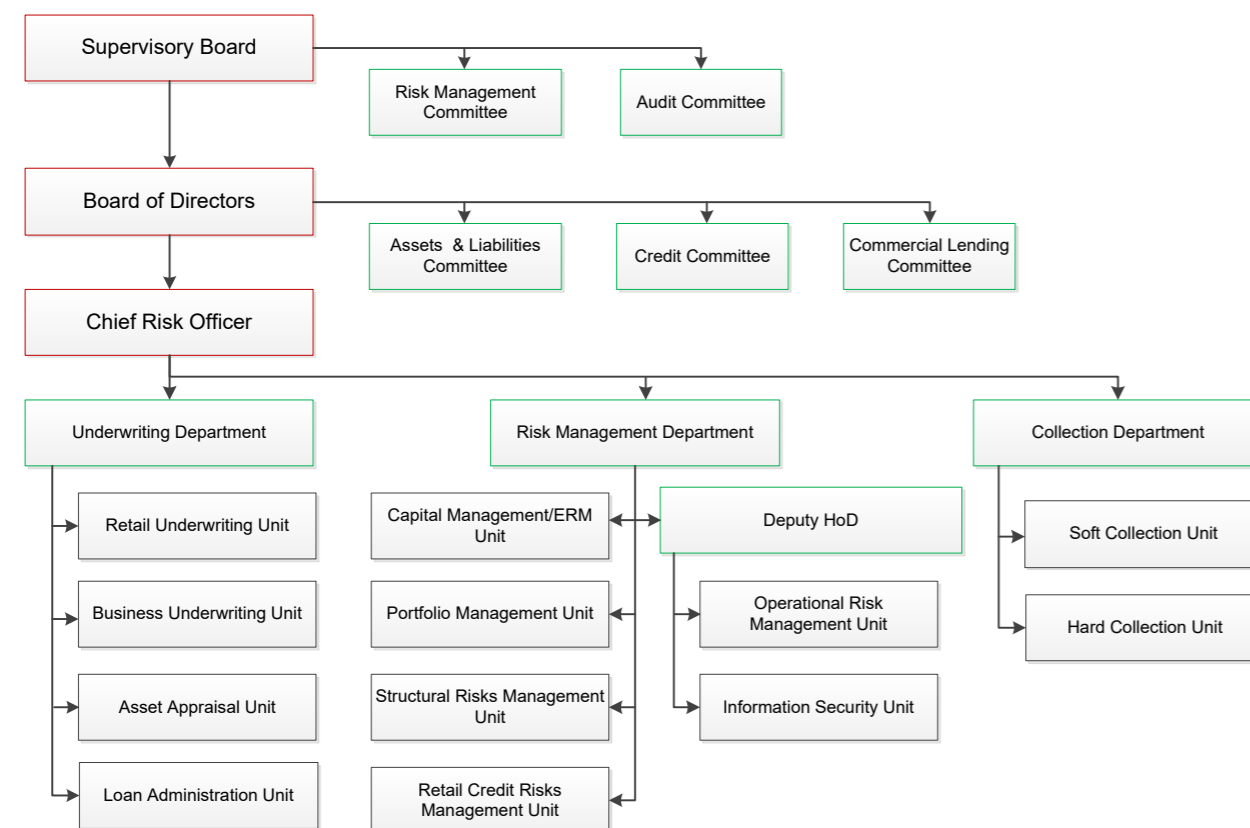 Supervisory Board
Risk Management
Committee
Audit Committee
Board of Directors
Assets & Liabilities
Committee
Credit Committee
Commercial Lending
Committee
Chief Risk Officer
Underwriting Department
Risk Management Department
Collection Department
Retail Underwriting Unit
Business Underwriting Unit
Asset Appraisal Unit
Loan Administration Unit
Capital Management/ERM
Unit
Portfolio Management Unit
Structural Risks Management
Unit
Retail Credit Risks
Management Unit
Deputy HoD
Operational Risk
Management Unit
Information Security Unit
Soft Collection Unit
Hard Collection Unit